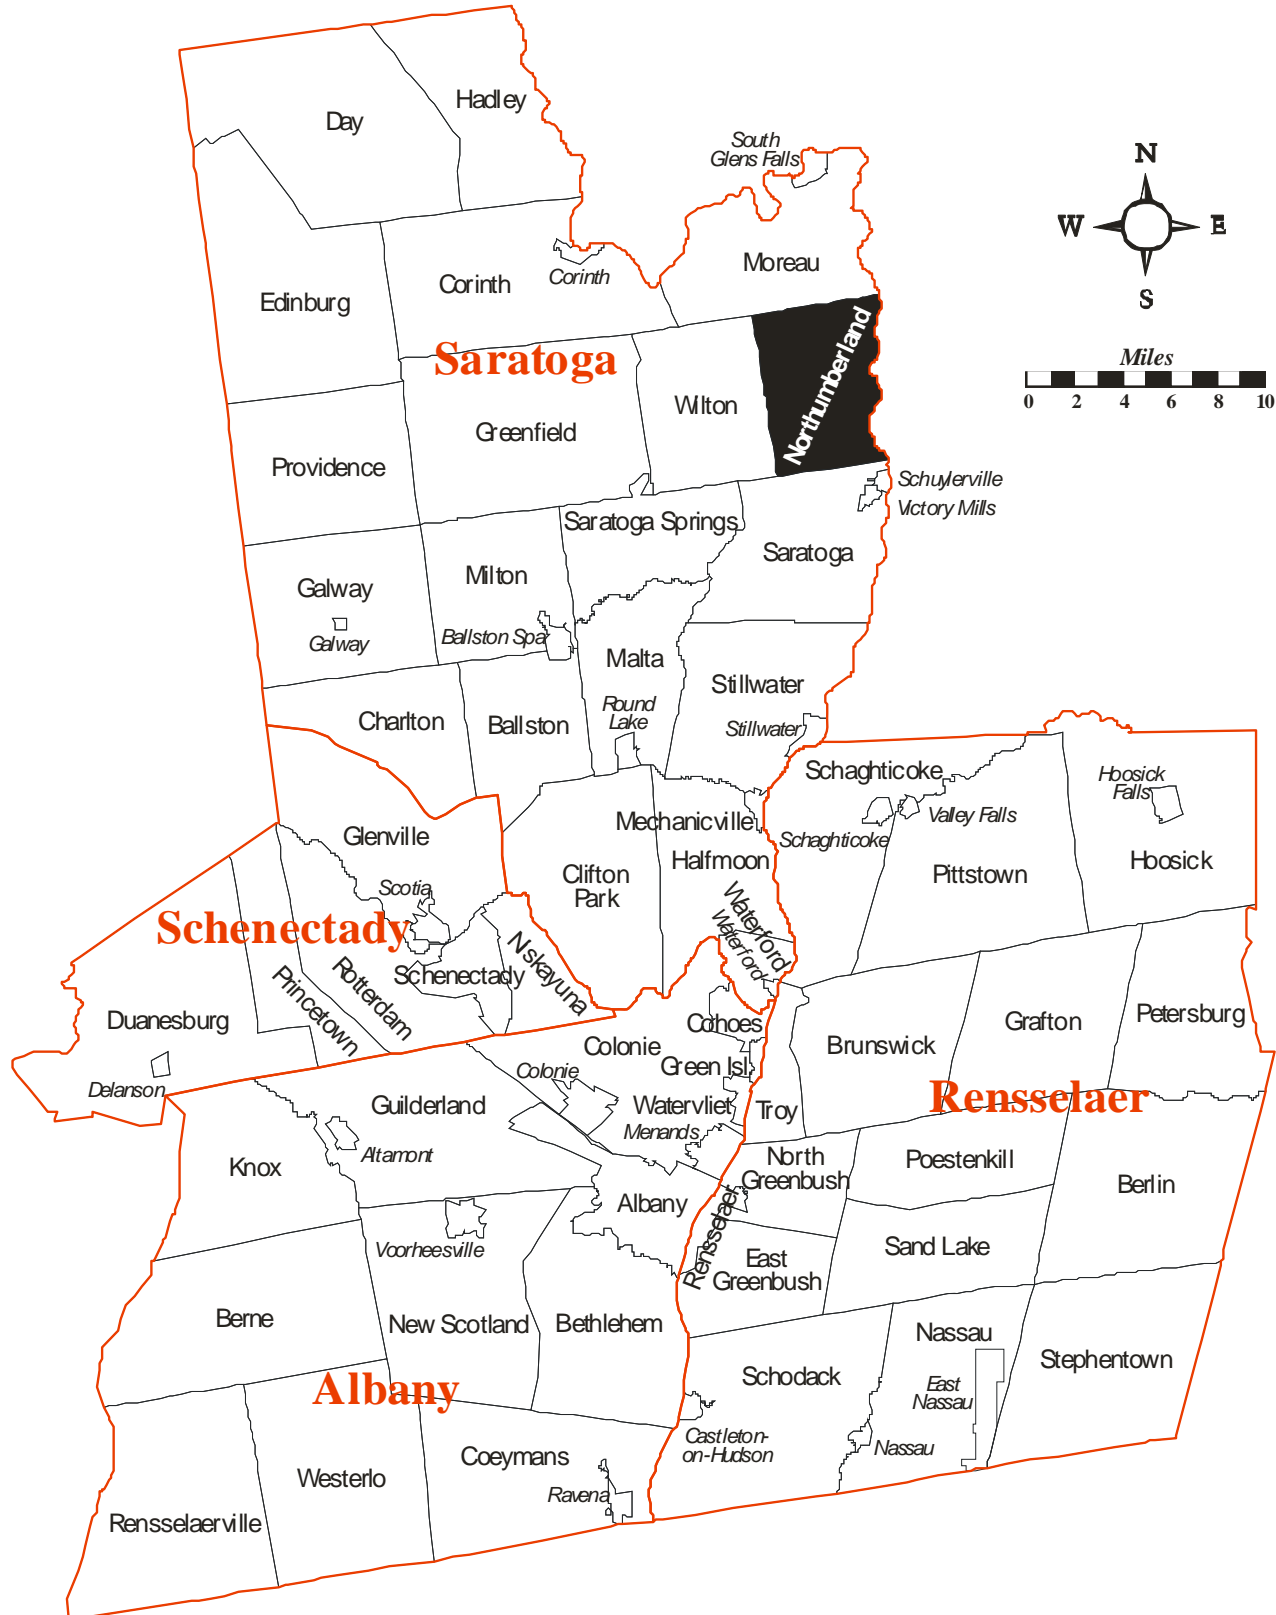 Hadley
Day
South
Glens Falls
N
W
E
S
Moreau
Corinth
Corinth
Edinburg
Northumberland
Saratoga
Miles
0 2 4 6 8 10
Wilton
Greenfield
Providence
Schuylerville
Victory Mills
Saratoga Springs
Saratoga
Milton
Galway
Galway
Ballston Spa
Malta
Stillwater
Round
Lake
Stillwater
Charlton
Ballston
Schaghticoke
Hoosick
Falls
Valley Falls
Mechanicville
Schaghticoke
Glenville
Halfmoon
Hoosick
Clifton
Park
Pittstown
Scotia
Waterford
Waterford
Schenectady
Niskayuna
Schenectady
Rotterdam
Princetown
Duanesburg
Cohoes
Colonie
Green Isl.
Brunswick
Grafton
Petersburg
Delanson
Colonie
Rensselaer
Guilderland
Watervliet
Troy
Menands
Altamont
Knox
North
Greenbush
Poestenkill
Berlin
Albany
Rensselaer
Voorheesville
Sand Lake
East
Greenbush
Berne
New Scotland
Bethlehem
Nassau
Stephentown
Schodack
Albany
East
Nassau
Castleton-
on-Hudson
Nassau
Coeymans
Westerlo
Ravena
Rensselaerville